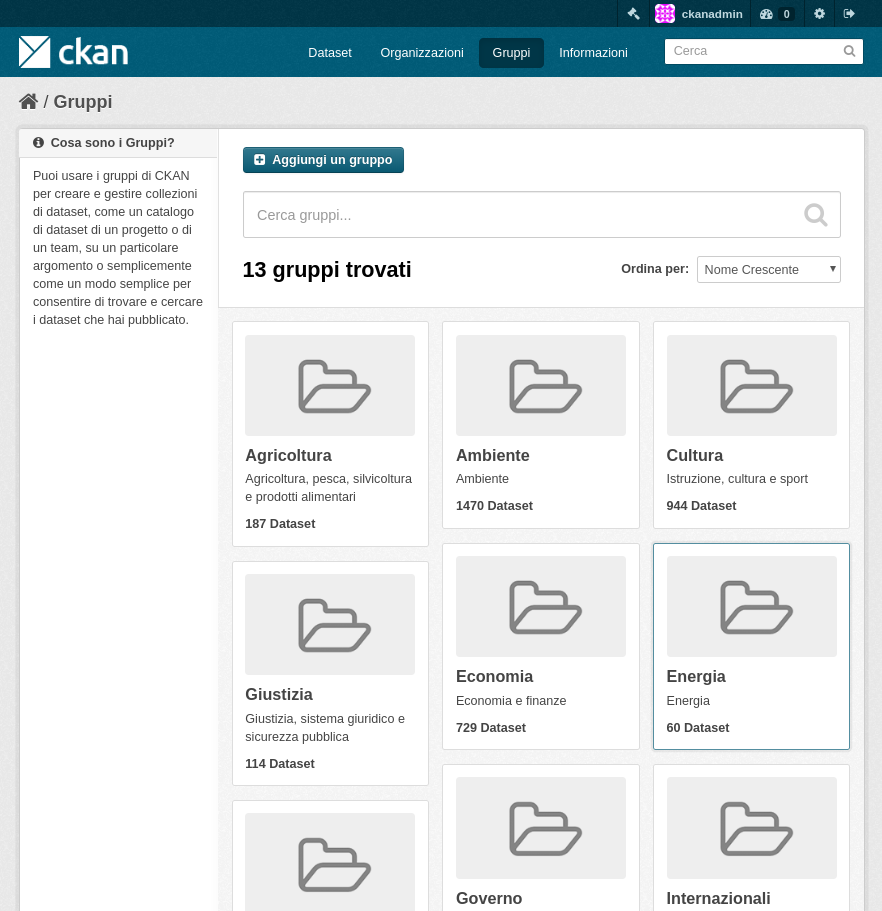 ckanadmin
0
ckan
Dataset
Organizzazioni
Gruppi
Informazioni
Cerca
/ Gruppi
Cosa sono i Gruppi?
Puoi usare i gruppi di CKAN
per creare e gestire collezioni
di dataset, come un catalogo
di dataset di un progetto o di
un team, su un particolare
argomento o semplicemente
come un modo semplice per
consentire di trovare e cercare
i dataset che hai pubblicato.
Aggiungi un gruppo
Cerca gruppi...
13 gruppi trovati
Ordina per:
Nome Crescente
Agricoltura
Agricoltura, pesca, silvicoltura
e prodotti alimentari
187 Dataset
Ambiente
Ambiente
1470 Dataset
Cultura
Istruzione, cultura e sport
944 Dataset
Giustizia
Giustizia, sistema giuridico e
sicurezza pubblica
114 Dataset
Economia
Economia e finanze
729 Dataset
Energia
Energia
60 Dataset
Governo
Internazionali